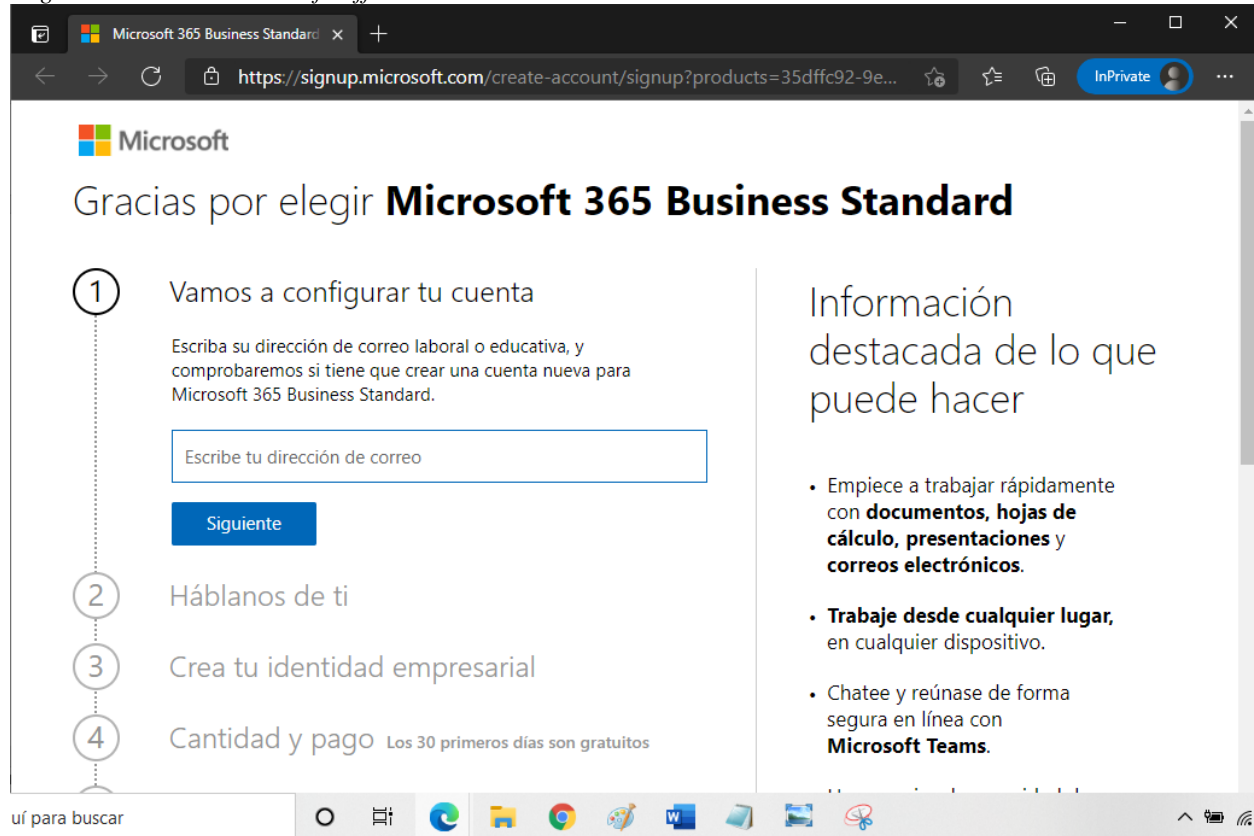 Microsoft 365 Business Standard
https://signup.microsoft.com/create-account/signup?products=35dffc92-9e...
InPrivate
Microsoft
Gracias por elegir Microsoft 365 Business Standard
1
Vamos a configurar tu cuenta
Escriba su dirección de correo laboral o educativa, y
comprobaremos si tiene que crear una cuenta nueva para
Microsoft 365 Business Standard.
Escribe tu dirección de correo
Siguiente
2
Háblanos de ti
3
Crea tu identidad empresarial
4
Cantidad y pago Los 30 primeros días son gratuitos
Información
destacada de lo que
puede hacer
• Empiece a trabajar rápidamente
con documentos, hojas de
cálculo, presentaciones y
correos electrónicos.
• Trabaje desde cualquier lugar,
en cualquier dispositivo.
• Chatee y reúnase de forma
segura en línea con
Microsoft Teams.
uí para buscar